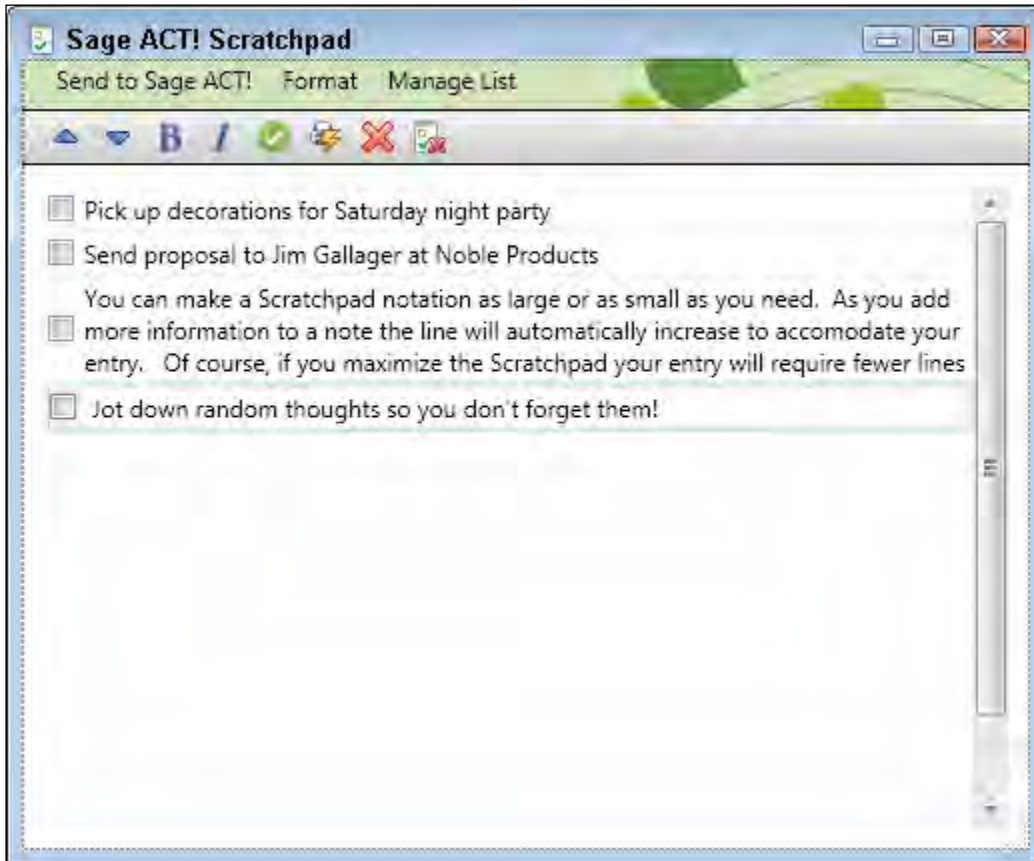 Sage ACT! Scratchpad
Send to Sage ACT! Format Manage List
B I
Pick up decorations for Saturday night party
Send proposal to Jim Gallager at Noble Products
You can make a Scratchpad notation as large or as small as you need. As you add
more information to a note the line will automatically increase to accomodate your
entry. Of course, if you maximize the Scratchpad your entry will require fewer lines
Jot down random thoughts so you don't forget them!